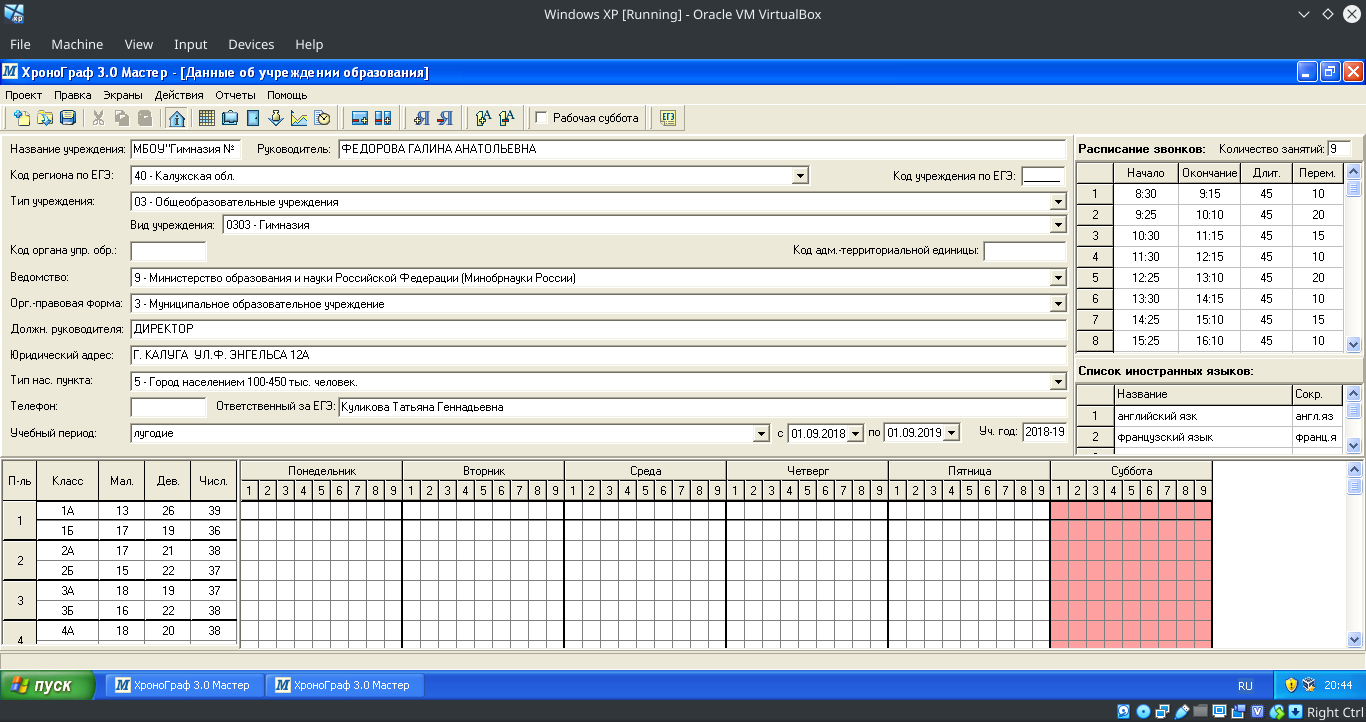 Windows XP [Running] - Oracle VM VirtualBox
File Machine View Input Devices Help
ХроноГраф 3.0 Мастер - [Данные об учреждении образования]
Проект Правка Экраны Действия Отчеты Помощь
Рабочая суббота ЕГЭ
Название учреждения: МБОУ"Гимназия № Руководитель: ФЕДОРОВА ГАЛИНА АНАТОЛЬЕВНА
Код региона по ЕГЭ: 40 - Калужская обл. Код учреждения по ЕГЭ: ______
Тип учреждения: 03 - Общеобразовательные учреждения
Вид учреждения: 0303 - Гимназия
Код органа упр. обр.: Код адм.-территориальной единицы:
Ведомство: 9 - Министерство образования и науки Российской Федерации (Минобрнауки России)
Орг.-правовая форма: 3 - Муниципальное образовательное учреждение
Должн. руководителя: ДИРЕКТОР
Юридический адрес: Г. КАЛУГА УЛ.Ф. ЭНГЕЛЬСА 12А
Тип нас. пункта: 5 - Город населением 100-450 тыс. человек.
Телефон: Ответственный за ЕГЭ: Куликова Татьяна Геннадьевна
Учебный период: лугодие с 01.09.2018 по 01.09.2019 Уч. год: 2018-19
Расписание звонков: Количество занятий: 9
Начало Окончание Длит. Перем.
1 8:30 9:15 45 10
2 9:25 10:10 45 20
3 10:30 11:15 45 15
4 11:30 12:15 45 10
5 12:25 13:10 45 20
6 13:30 14:15 45 10
7 14:25 15:10 45 15
8 15:25 16:10 45 10
Список иностранных языков:
Название Сокр.
1 английский язк англ.яз
2 французский язык франц.я
П-ль Класс Мал. Дев. Числ. Понедельник Вторник Среда Четверг Пятница Суббота
1 2 3 4 5 6 7 8 9 1 2 3 4 5 6 7 8 9 1 2 3 4 5 6 7 8 9 1 2 3 4 5 6 7 8 9 1 2 3 4 5 6 7 8 9 1 2 3 4 5 6 7 8 9
1 1А 13 26 39
1Б 17 19 36
2 2А 17 21 38
2Б 15 22 37
3 3А 18 19 37
3Б 16 22 38
4 4А 18 20 38
пуск ХроноГраф 3.0 Мастер ХроноГраф 3.0 Мастер RU 20:44
Right Ctrl